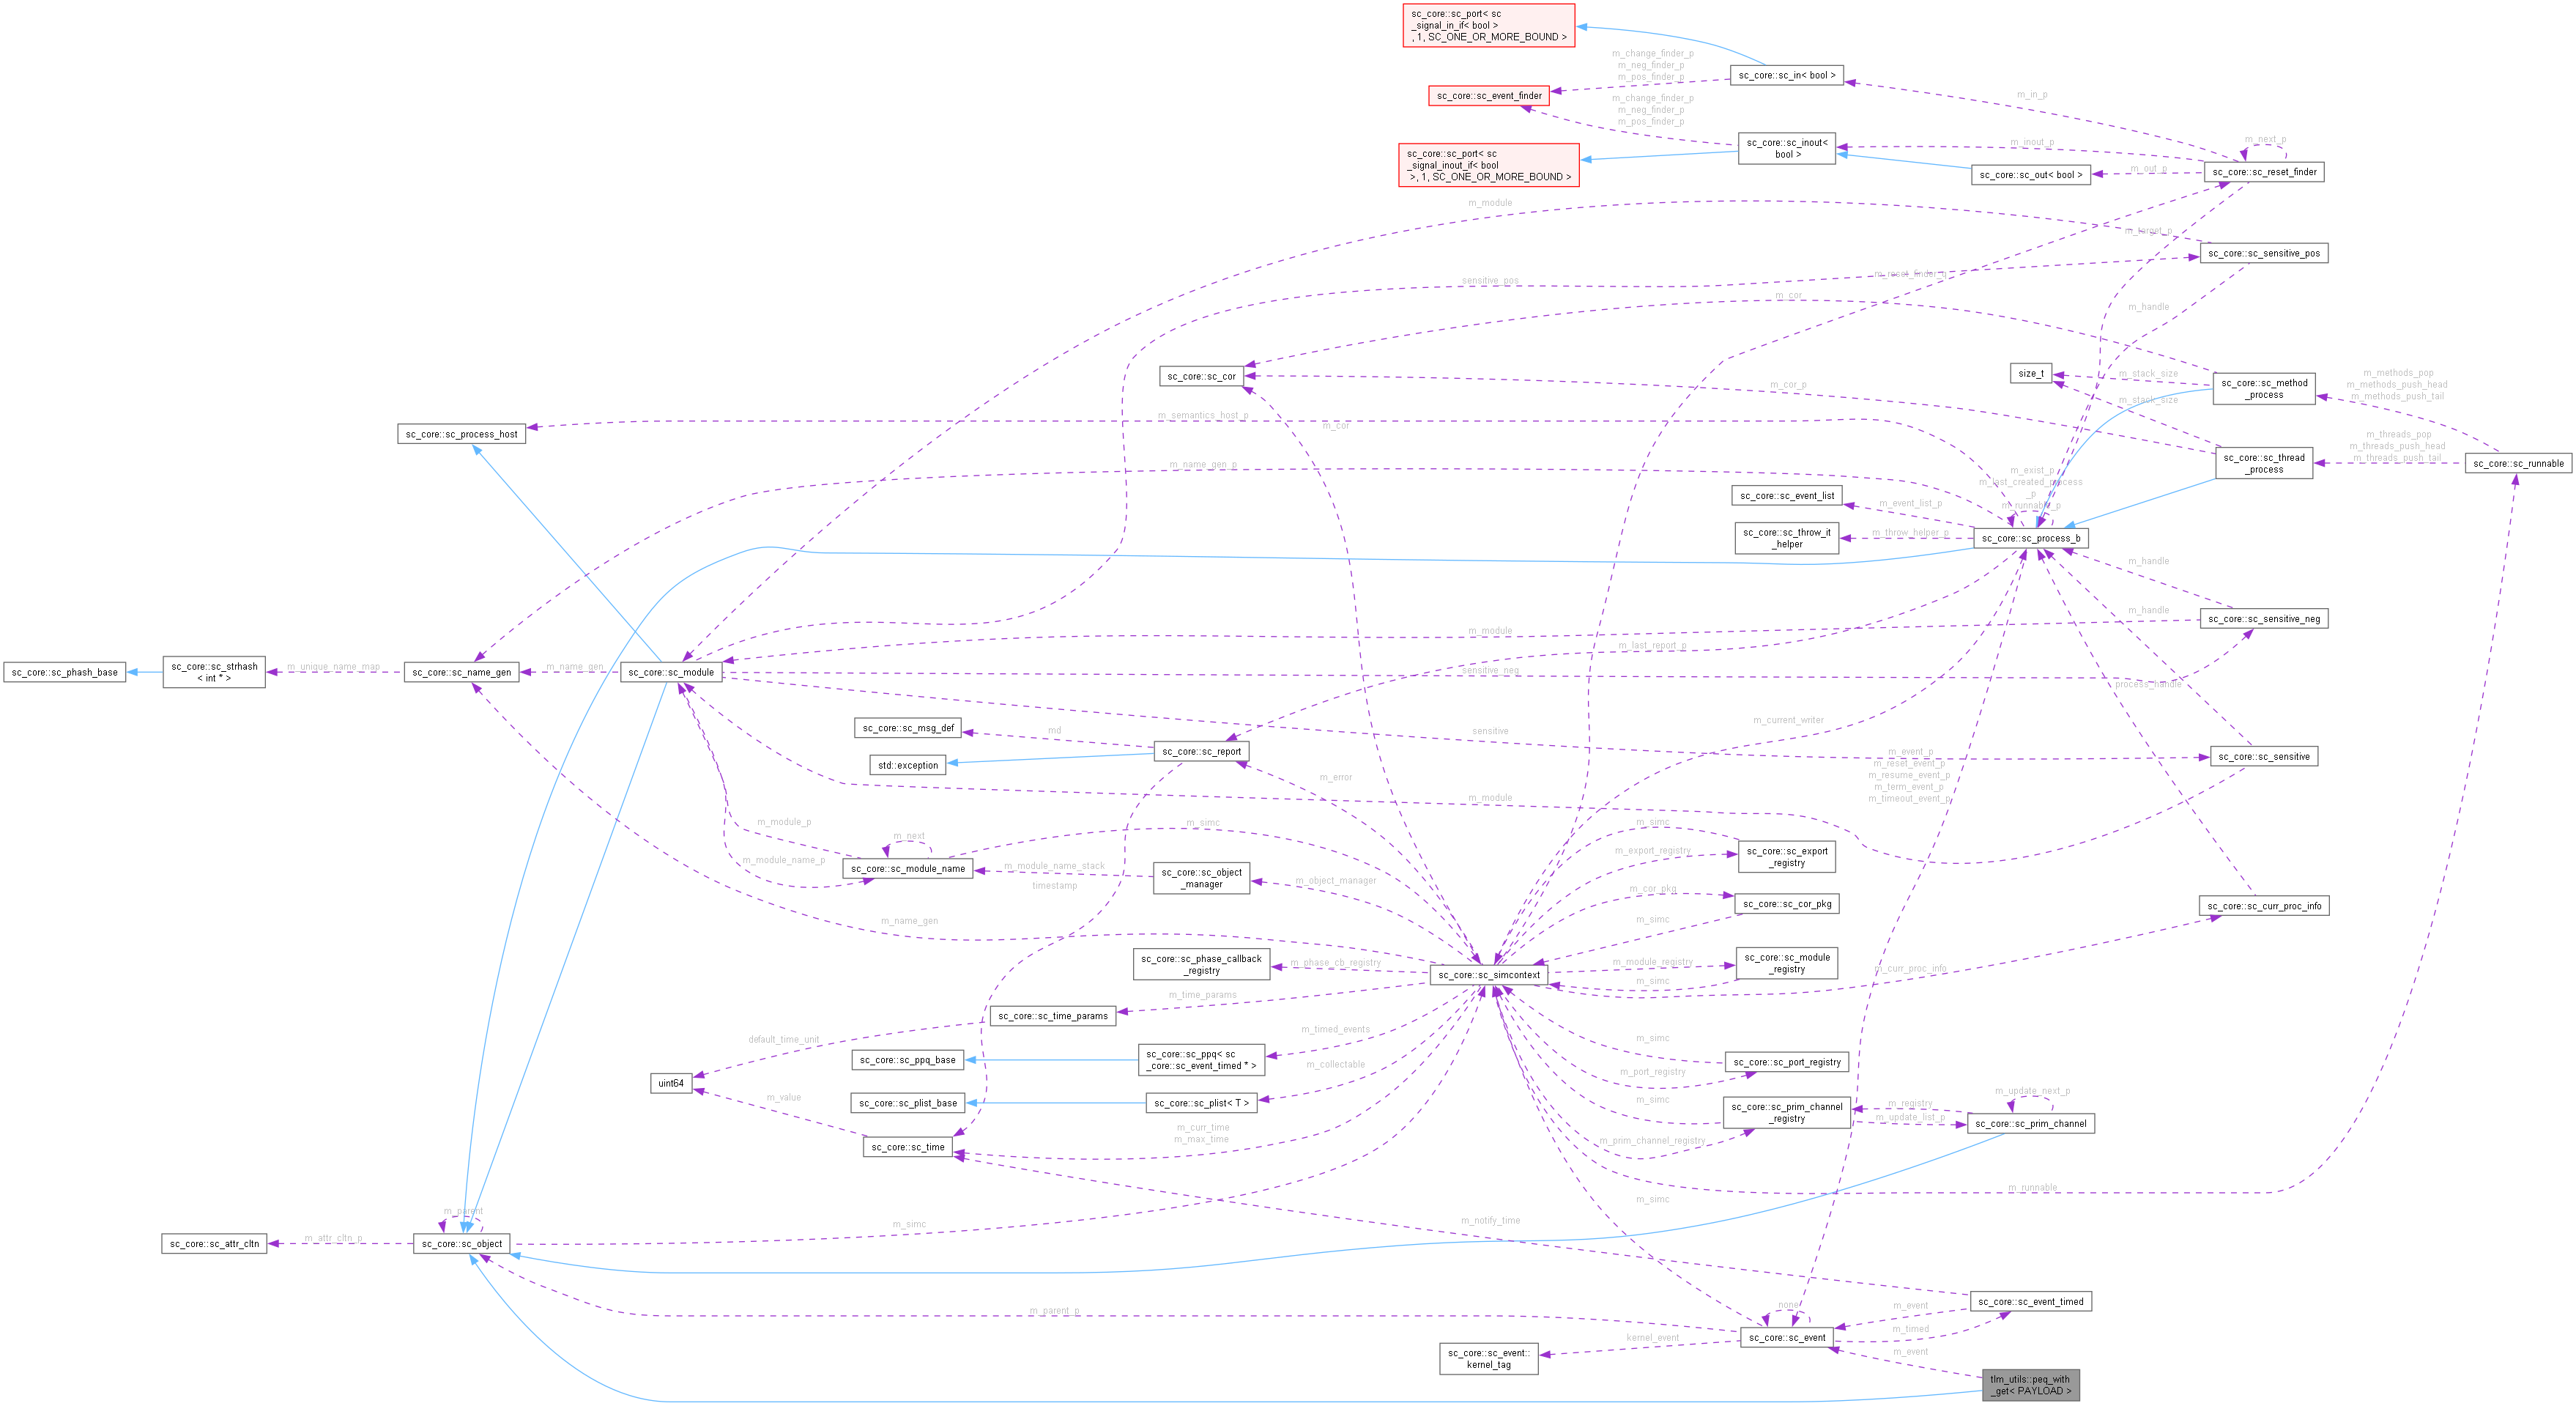 sc_core::sc_port< sc
_signal_in_if< bool >
, 1, SC_ONE_OR_MORE_BOUND >
m_change_finder_p
m_neg_finder_p
m_pos_finder_p
sc_core::sc_in< bool >
sc_core::sc_event_finder
m_in_p
m_change_finder_p
m_neg_finder_p
m_pos_finder_p
sc_core::sc_port< sc
_signal_inout_if< bool
>, 1, SC_ONE_OR_MORE_BOUND >
sc_core::sc_inout<
bool >
m_inout_p
m_next_p
sc_core::sc_out< bool >
m_out_p
sc_core::sc_reset_finder
m_module
m_target_p
sc_core::sc_sensitive_pos
sensitive_pos
m_reset_finder_q
m_cor
m_handle
sc_core::sc_cor
m_cor_p
size_t
m_stack_size
m_stack_size
sc_core::sc_method
_process
m_methods_pop
m_methods_push_head
m_methods_push_tail
sc_core::sc_process_host
m_semantics_host_p
m_cor
sc_core::sc_thread
_process
m_threads_pop
m_threads_push_head
m_threads_push_tail
sc_core::sc_runnable
m_name_gen_p
m_exist_p
m_last_created_process
_p
m_runnable_p
sc_core::sc_event_list
m_event_list_p
sc_core::sc_throw_it
_helper
m_throw_helper_p
sc_core::sc_process_b
m_handle
m_handle
sc_core::sc_sensitive_neg
m_module
m_last_report_p
sc_core::sc_phash_base
sc_core::sc_strhash
< int * >
m_unique_name_map
sc_core::sc_name_gen
m_name_gen
sc_core::sc_module
sensitive_neg
process_handle
sc_core::sc_msg_def
md
sc_core::sc_report
std::exception
sensitive
m_current_writer
m_event_p
m_reset_event_p
m_resume_event_p
m_term_event_p
m_timeout_event_p
sc_core::sc_sensitive
m_error
m_module
m_module_p
m_simc
m_next
m_module_name_p
sc_core::sc_module_name
m_module_name_stack
timestamp
sc_core::sc_object
_manager
m_object_manager
m_simc
m_export_registry
sc_core::sc_export
_registry
m_cor_pkg
sc_core::sc_cor_pkg
m_simc
sc_core::sc_curr_proc_info
m_name_gen
sc_core::sc_phase_callback
_registry
m_phase_cb_registry
sc_core::sc_simcontext
m_module_registry
m_simc
sc_core::sc_module
_registry
m_curr_proc_info
m_time_params
sc_core::sc_time_params
default_time_unit
m_timed_events
sc_core::sc_ppq_base
sc_core::sc_ppq< sc
_core::sc_event_timed * >
m_simc
sc_core::sc_port_registry
m_port_registry
uint64
m_value
m_collectable
sc_core::sc_plist_base
sc_core::sc_plist< T >
m_simc
sc_core::sc_prim_channel
_registry
m_registry
m_update_list_p
m_update_next_p
sc_core::sc_prim_channel
m_curr_time
m_max_time
sc_core::sc_time
m_prim_channel_registry
m_runnable
m_simc
m_parent
sc_core::sc_attr_cltn
m_attr_cltn_p
sc_core::sc_object
m_simc
m_notify_time
m_parent_p
none
sc_core::sc_event_timed
m_event
m_timed
kernel_event
sc_core::sc_event
sc_core::sc_event::
kernel_tag
m_event
tlm_utils::peq_with
_get< PAYLOAD >